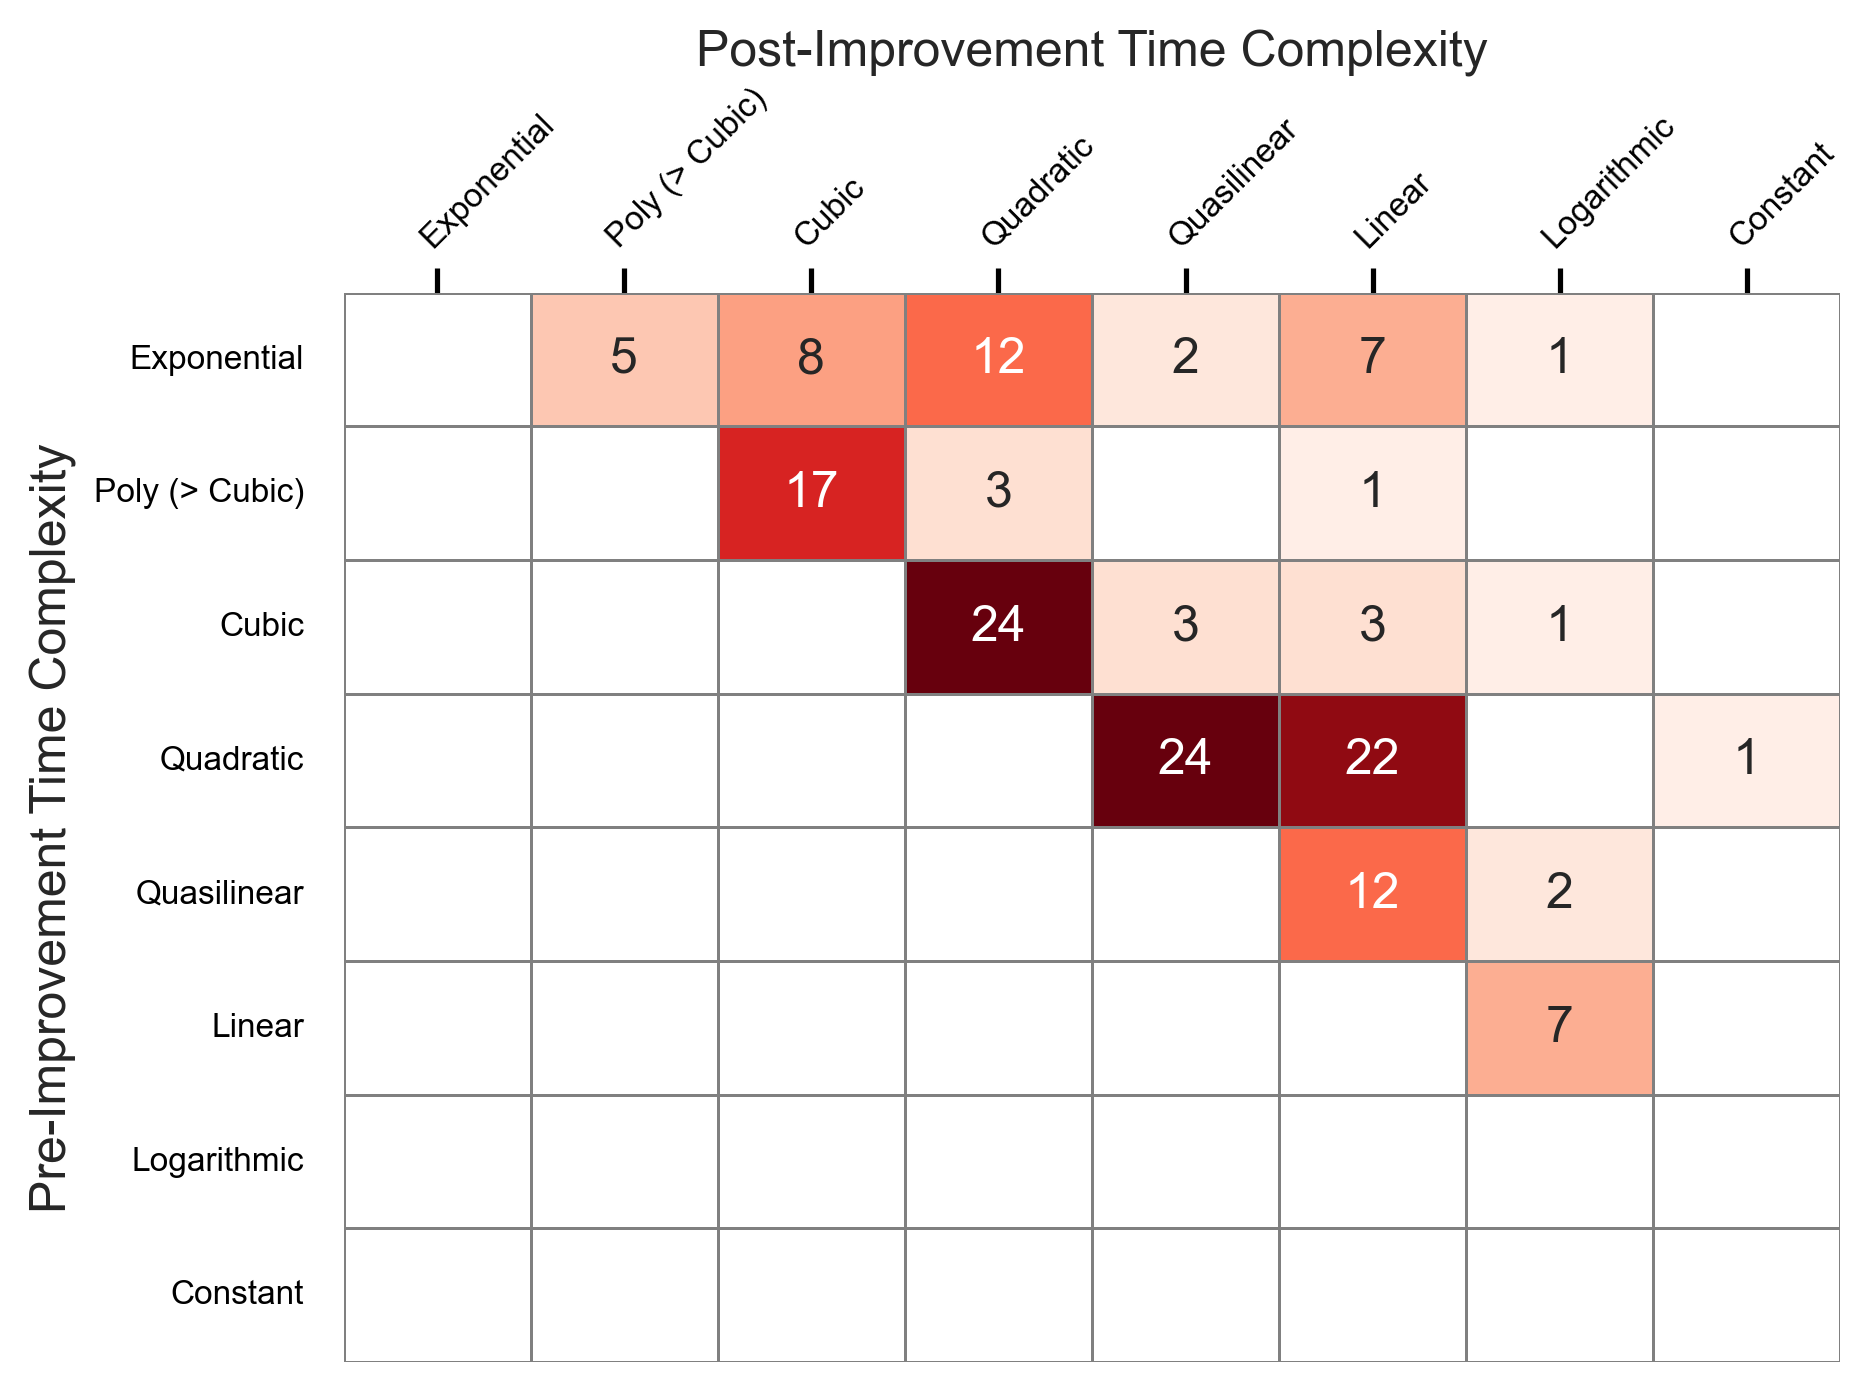 Post-Improvement Time Complexity
Exponential
Poly (> Cubic)
Cubic
Quadratic
Quasilinear
Linear
Logarithmic
Constant
Pre-Improvement Time Complexity
Exponential 5 8 12 2 7 1
Poly (> Cubic) 17 3 1
Cubic 24 3 3 1
Quadratic 24 22 1
Quasilinear 12 2
Linear 7
Logarithmic
Constant